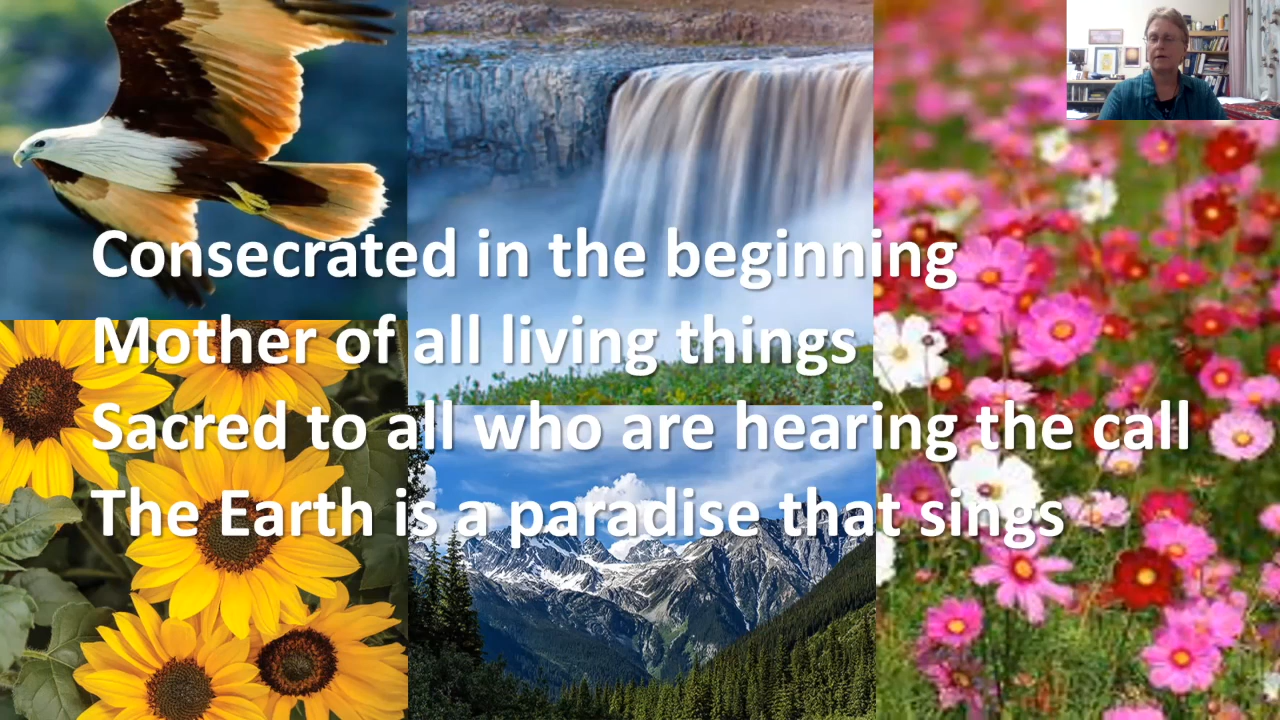 Consecrated in the beginning
Mother of all living things
Sacred to all who are hearing the call
The Earth is a paradise that sings